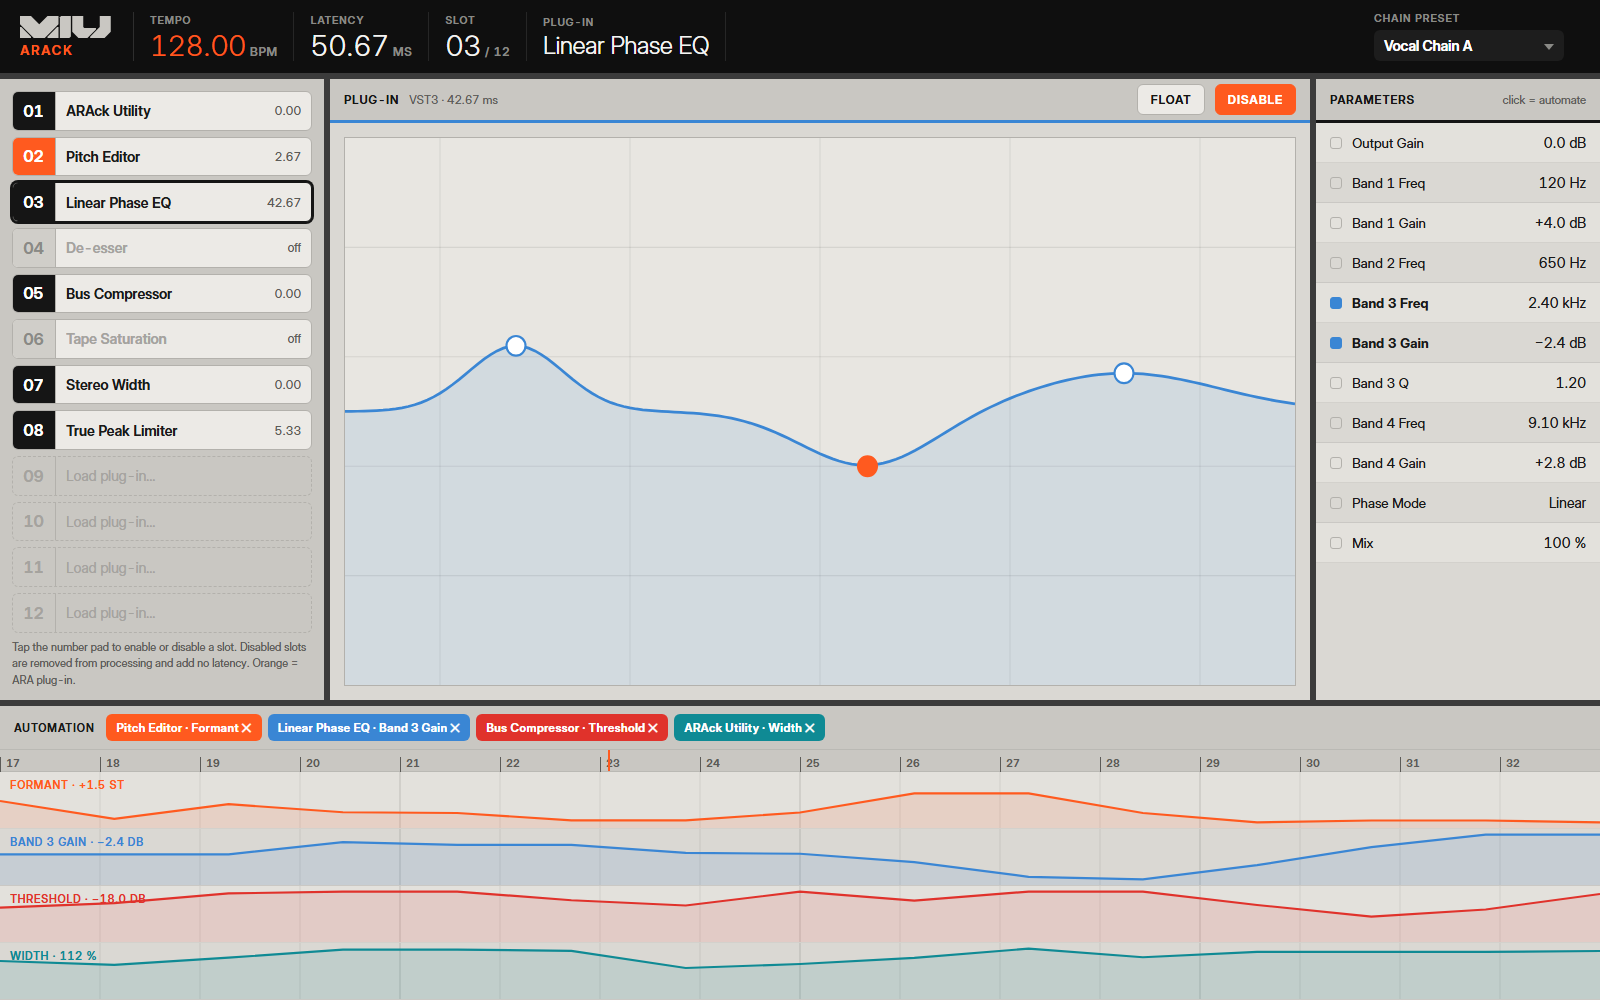 MIU
ARACK
TEMPO
128.00 BPM
LATENCY
50.67 MS
SLOT
03 / 12
PLUG-IN
Linear Phase EQ
CHAIN PRESET
Vocal Chain A
01 ARAck Utility 0.00
02 Pitch Editor 2.67
03 Linear Phase EQ 42.67
04 De-esser off
05 Bus Compressor 0.00
06 Tape Saturation off
07 Stereo Width 0.00
08 True Peak Limiter 5.33
09 Load plug-in...
10 Load plug-in...
11 Load plug-in...
12 Load plug-in...
Tap the number pad to enable or disable a slot. Disabled slots
are removed from processing and add no latency. Orange =
ARA plug-in.
PLUG-IN VST3 · 42.67 ms FLOAT DISABLE
PARAMETERS click = automate
Output Gain 0.0 dB
Band 1 Freq 120 Hz
Band 1 Gain +4.0 dB
Band 2 Freq 650 Hz
Band 3 Freq 2.40 kHz
Band 3 Gain −2.4 dB
Band 3 Q 1.20
Band 4 Freq 9.10 kHz
Band 4 Gain +2.8 dB
Phase Mode Linear
Mix 100 %
AUTOMATION Pitch Editor · Formant × Linear Phase EQ · Band 3 Gain × Bus Compressor · Threshold × ARAck Utility · Width ×
17 18 19 20 21 22 23 24 25 26 27 28 29 30 31 32
FORMANT · +1.5 ST
BAND 3 GAIN · −2.4 DB
THRESHOLD · −18.0 DB
WIDTH · 112 %